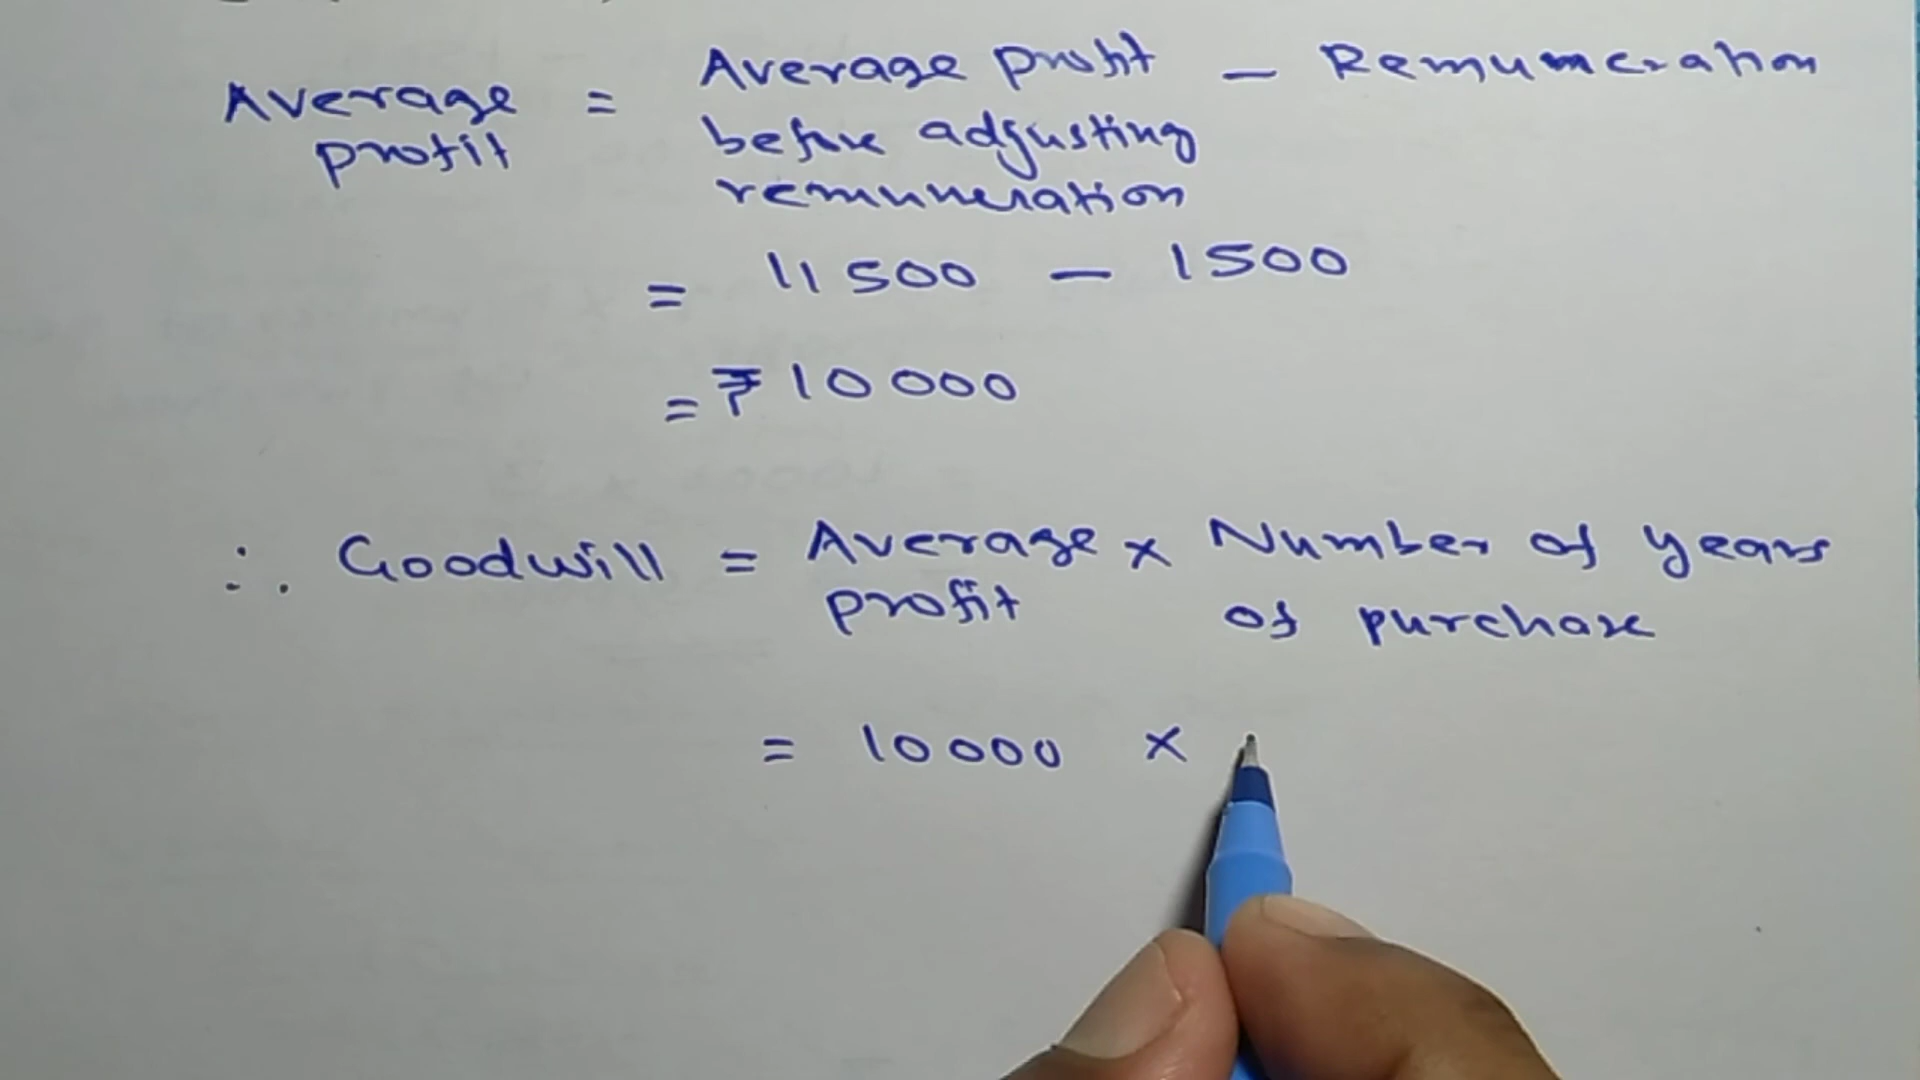 Average = Average profit - Remuneration
profit before adjusting
remuneration
= 11500 - 1500
= ₹10000
∴ Goodwill = Average × Number of years
profit of purchase
= 10000 ×